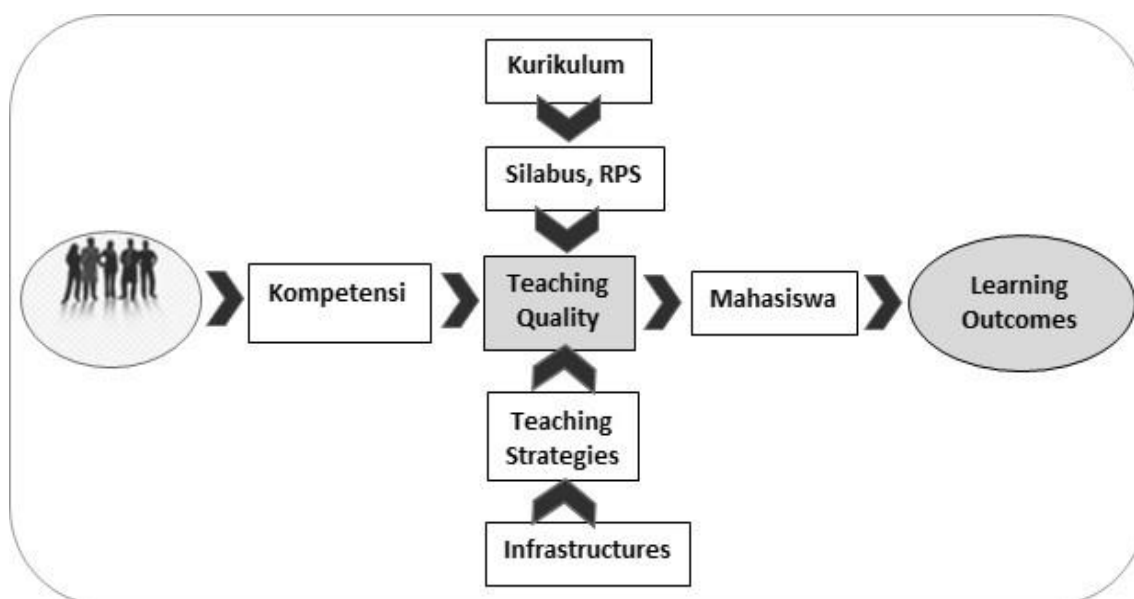 Kurikulum
Silabus, RPS
Kompetensi
Teaching
Quality
Mahasiswa
Learning
Outcomes
Teaching
Strategies
Infrastructures